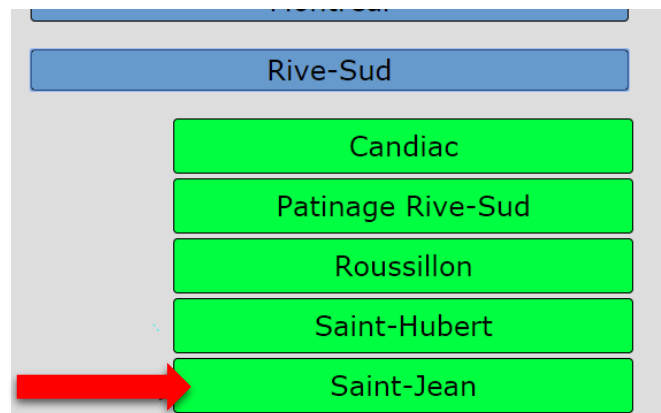 Rive-Sud
Candiac
Patinage Rive-Sud
Roussillon
Saint-Hubert
Saint-Jean